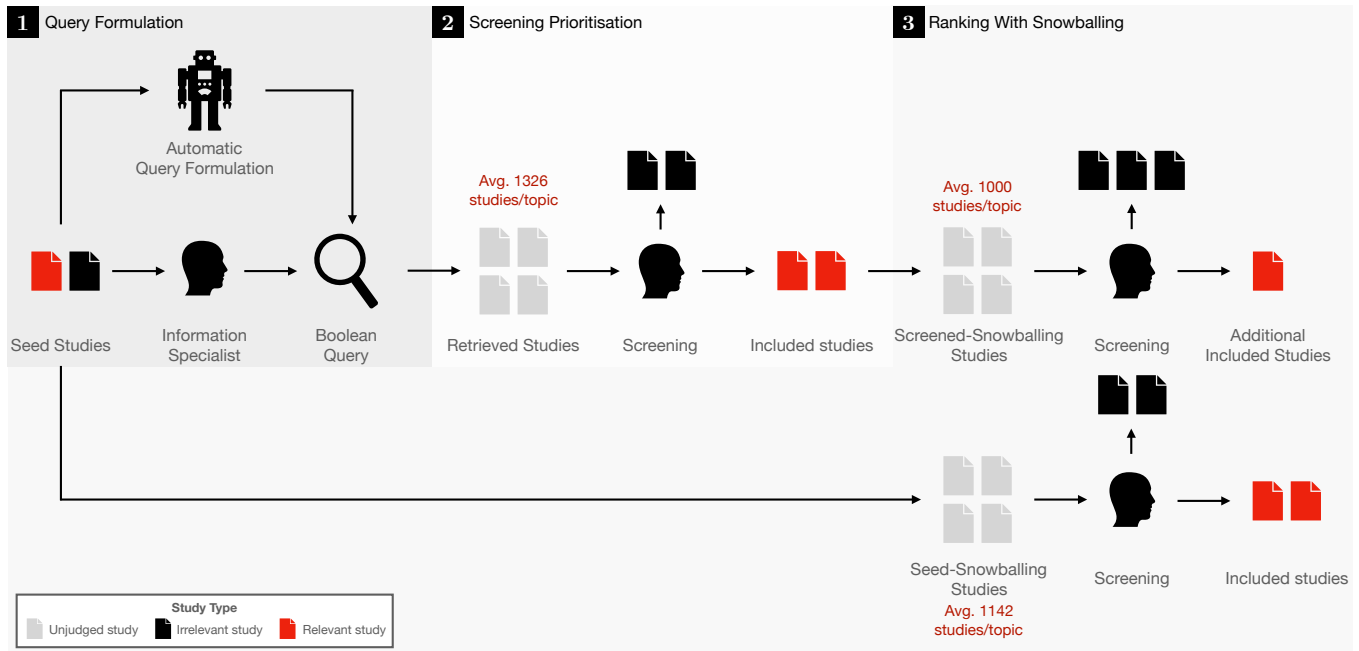 1 Query Formulation
2 Screening Prioritisation
3 Ranking With Snowballing
Automatic
Query Formulation
Avg. 1326
studies/topic
Avg. 1000
studies/topic
Seed Studies
Information
Specialist
Boolean
Query
Retrieved Studies
Screening
Included studies
Screened-Snowballing
Studies
Screening
Additional
Included Studies
Seed-Snowballing
Studies
Avg. 1142
studies/topic
Screening
Included studies
Study Type
Unjudged study
Irrelevant study
Relevant study